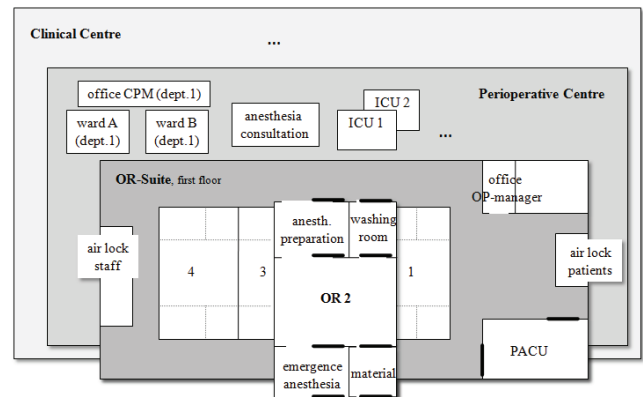 Clinical Centre
...
office CPM (dept.1)
Perioperative Centre
ward A
(dept.1)
ward B
(dept.1)
anesthesia
consultation
ICU 2
ICU 1
...
OR-Suite, first floor
office
OP-manager
anesth.
preparation
washing
room
air lock
staff
4
3
OR 2
1
air lock
patients
emergence
anesthesia
material
PACU